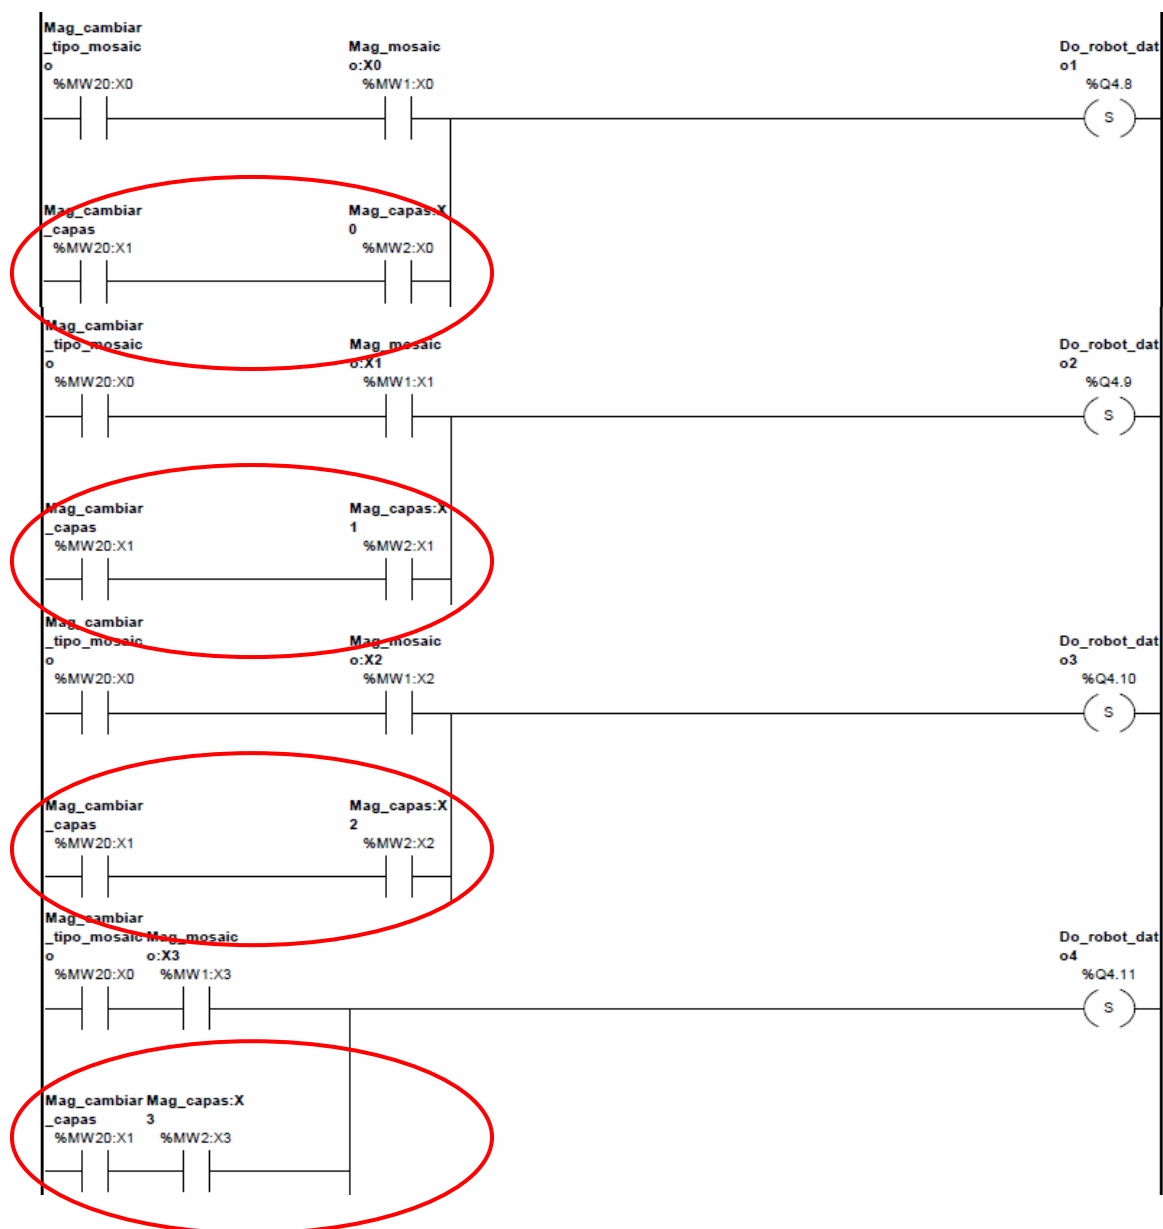 Mag_cambiar
_tipo_mosaic
o
%MW20:X0
Mag_mosaic
o:X0
%MW1:X0
Do_robot_dat
o1
%Q4.8
S
Mag_cambiar
_capas
%MW20:X1
Mag_capas:X
0
%MW2:X0
Mag_cambiar
_tipo_mosaic
o
%MW20:X0
Mag_mosaic
o:X1
%MW1:X1
Do_robot_dat
o2
%Q4.9
S
Mag_cambiar
_capas
%MW20:X1
Mag_capas:X
1
%MW2:X1
Mag_cambiar
_tipo_mosaic
o
%MW20:X0
Mag_mosaic
o:X2
%MW1:X2
Do_robot_dat
o3
%Q4.10
S
Mag_cambiar
_capas
%MW20:X1
Mag_capas:X
2
%MW2:X2
Mag_cambiar
_tipo_mosaic
o
%MW20:X0
Mag_mosaic
o:X3
%MW1:X3
Do_robot_dat
o4
%Q4.11
S
Mag_cambiar
_capas
%MW20:X1
Mag_capas:X
3
%MW2:X3